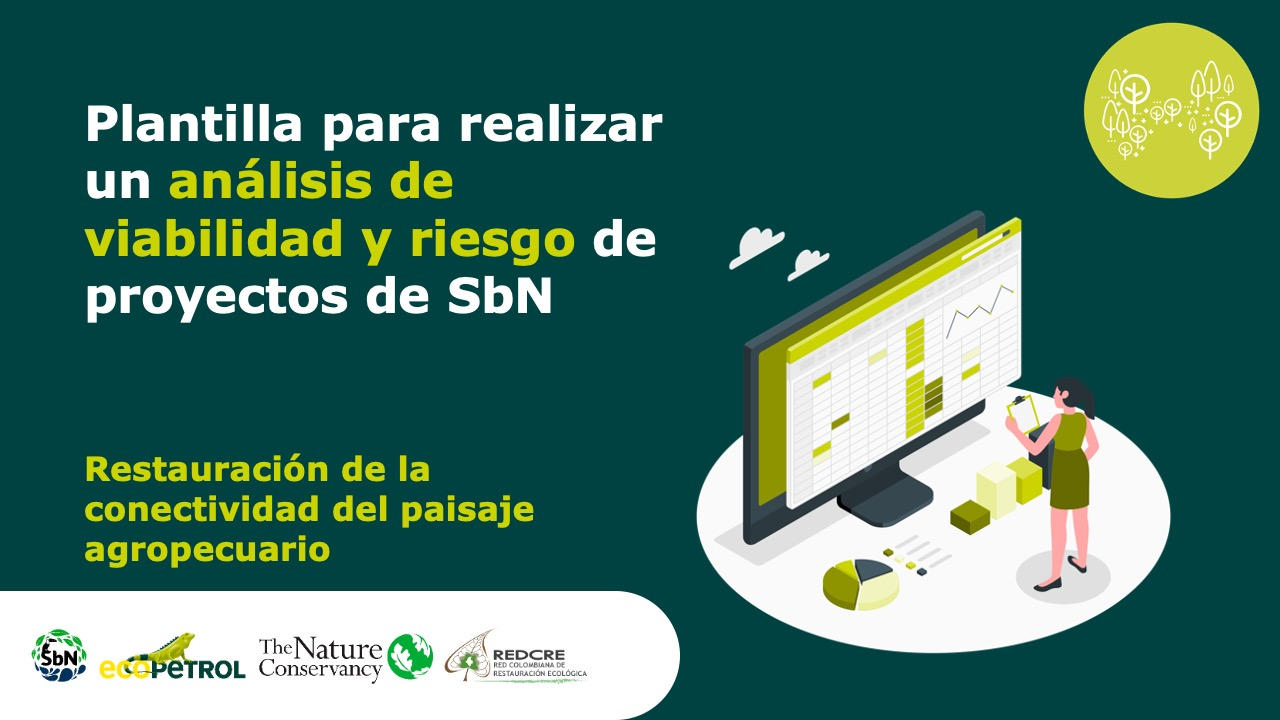 Plantilla para realizar
un análisis de
viabilidad y riesgo de
proyectos de SbN
Restauración de la
conectividad del paisaje
agropecuario
SbN
ecopetrol
The Nature
Conservancy
REDCRE
RED COLOMBIANA DE
RESTAURACIÓN ECOLÓGICA